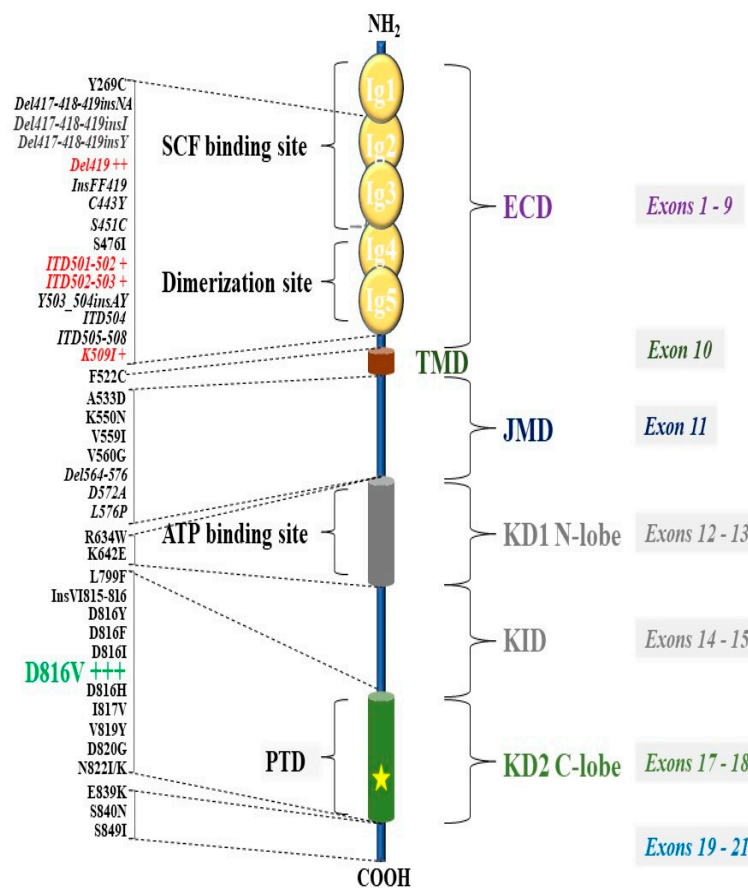 NH2
Y269C
Del417-418-419insNA
Del417-418-419insI
Del417-418-419insY
Del419 ++
InsFF419
C443Y
S451C
S476I
ITD501-502 +
ITD502-503 +
Y503_504insAY
ITD504
ITD505-508
K509I+
F522C
A533D
K550N
V559I
V560G
Del564-576
D572A
L576P
R634W
K642E
L799F
InsVI815-816
D816Y
D816F
D816I
D816V +++
D816H
I817V
V819Y
D820G
N822I/K
E839K
S840N
S849I
SCF binding site
Dimerization site
ATP binding site
PTD
Ig1
Ig2
Ig3
Ig4
Ig5
COOH
ECD
TMD
JMD
KD1 N-lobe
KID
KD2 C-lobe
Exons 1 - 9
Exon 10
Exon 11
Exons 12 - 13
Exons 14 - 15
Exons 17 - 18
Exons 19 - 21